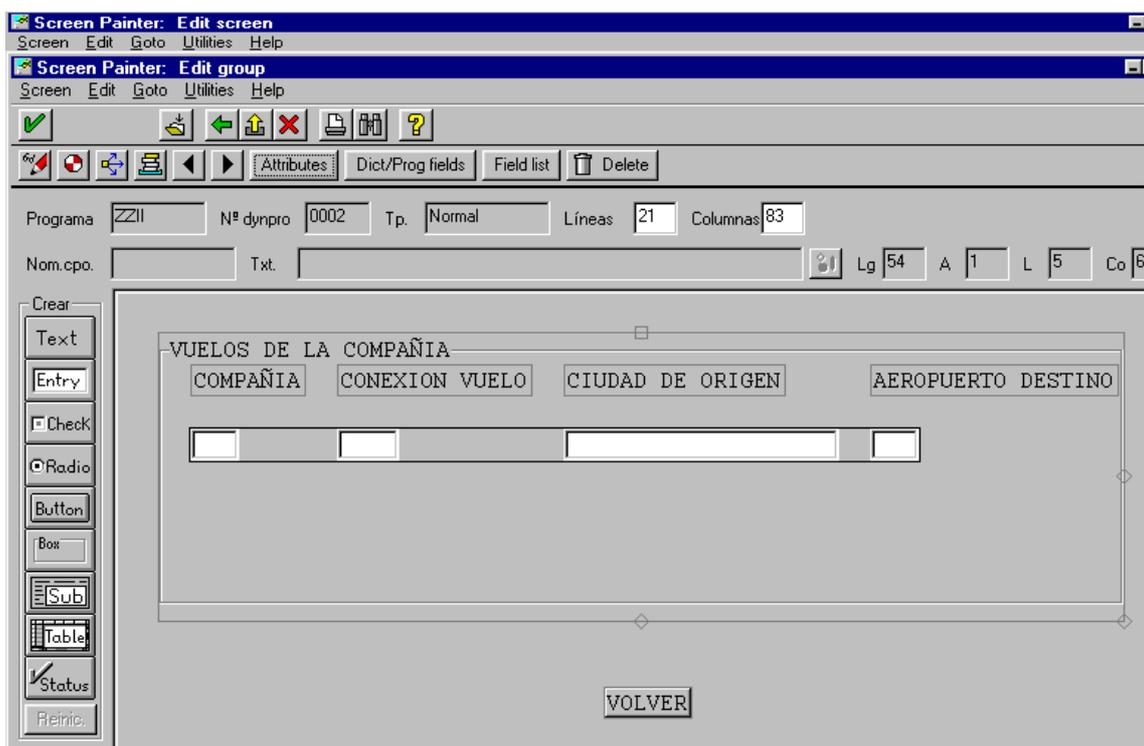 Screen Painter: Edit screen
Screen Edit Goto Utilities Help
Screen Painter: Edit group
Screen Edit Goto Utilities Help
Attributes Dict/Prog fields Field list Delete
Programa ZZII Nº dynpro 0002 Tp. Normal Líneas 21 Columnas 83
Nom.cpo. Txt. Lg 54 A 1 L 5 Co 6
Crear
Text
Entry
Check
Radio
Button
Box
Sub
Table
Status
Reinic.
VUELOS DE LA COMPAÑIA
COMPAÑIA CONEXION VUELO CIUDAD DE ORIGEN AEROPUERTO DESTINO
VOLVER